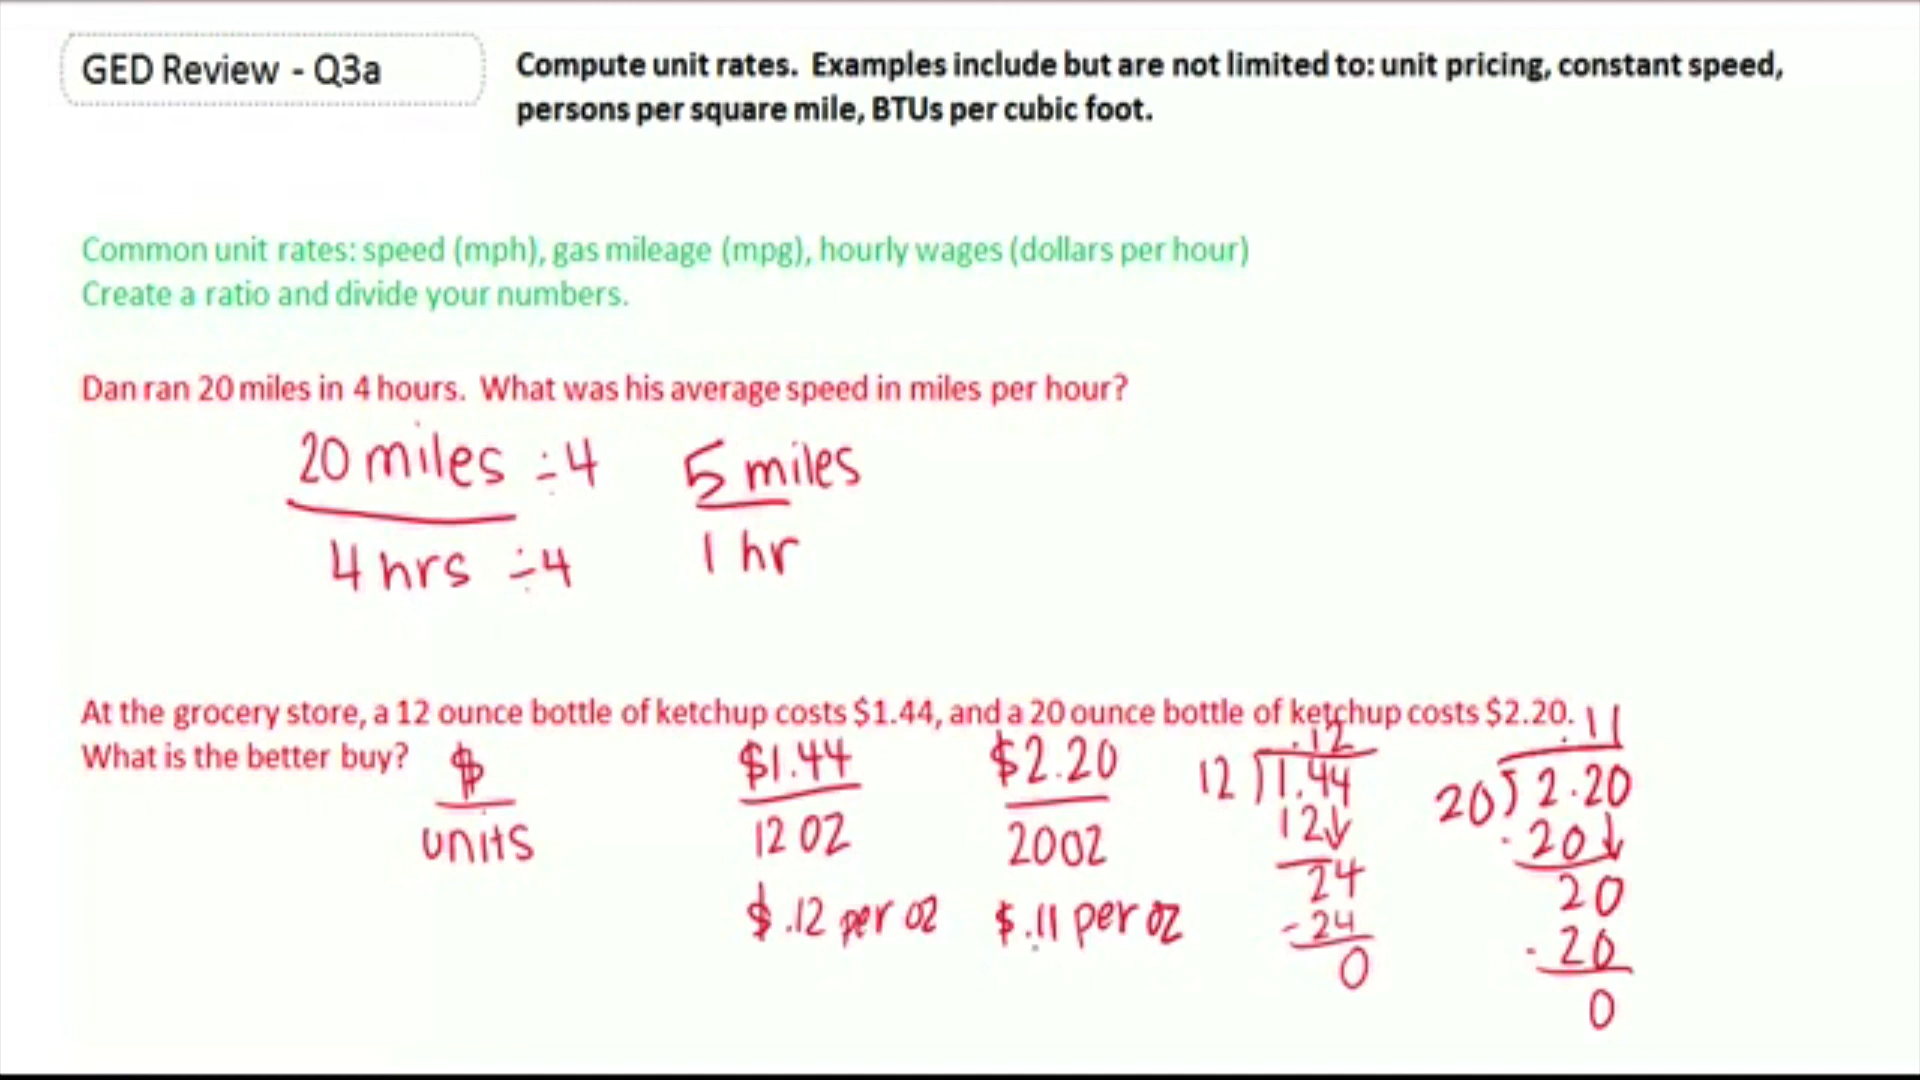 GED Review - Q3a
Compute unit rates. Examples include but are not limited to: unit pricing, constant speed,
persons per square mile, BTUs per cubic foot.
Common unit rates: speed (mph), gas mileage (mpg), hourly wages (dollars per hour)
Create a ratio and divide your numbers.
Dan ran 20 miles in 4 hours. What was his average speed in miles per hour?
20 miles ÷4
4 hrs ÷4
5 miles
1 hr
At the grocery store, a 12 ounce bottle of ketchup costs $1.44, and a 20 ounce bottle of ketchup costs $2.20.
What is the better buy?
$
units
$1.44
12 oz
$.12 per oz
$2.20
20oz
$.11 per oz
.12
12)1.44
12↓
24
-24
0
.11
20)2.20
-20↓
20
-20
0